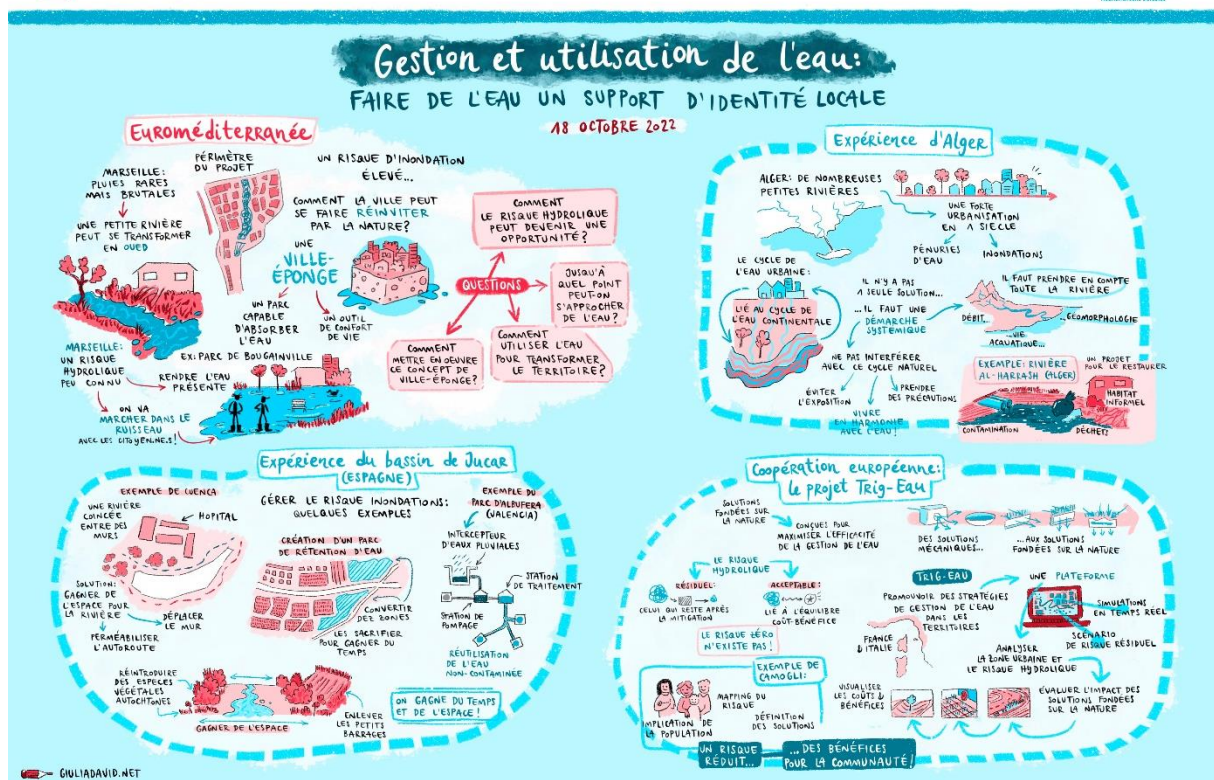 Gestion et utilisation de l'eau:
FAIRE DE L'EAU UN SUPPORT D'IDENTITÉ LOCALE
18 OCTOBRE 2022
Euroméditerranée
MARSEILLE:
PLUIES RARES
MAIS BRUTALES
PÉRIMÈTRE
DU PROJET
UN RISQUE D'INONDATION
ÉLEVÉ...
UNE PETITE RIVIÈRE
PEUT SE TRANSFORMER
EN OUED
COMMENT LA VILLE PEUT
SE FAIRE RÉINVITER
PAR LA NATURE?
UNE
VILLE-
ÉPONGE
UN PARC
CAPABLE
D'ABSORBER
L'EAU
UN OUTIL
DE CONFORT
DE VIE
MARSEILLE:
UN RISQUE
HYDROLIQUE
PEU CONNU
EX: PARC DE BOUGAINVILLE
RENDRE L'EAU
PRÉSENTE
ON VA
MARCHER DANS LE
RUISSEAU
AVEC LES CITOYEN.NE.S!
QUESTIONS
COMMENT
LE RISQUE HYDROLIQUE
PEUT DEVENIR UNE
OPPORTUNITÉ?
JUSQU'À
QUEL POINT
PEUT-ON
S'APPROCHER
DE L'EAU?
COMMENT
UTILISER L'EAU
POUR TRANSFORMER
LE TERRITOIRE?
COMMENT
METTRE EN OEUVRE
CE CONCEPT DE
VILLE-ÉPONGE?
Expérience d'Alger
ALGER: DE NOMBREUSES
PETITES RIVIÈRES
UNE FORTE
URBANISATION
EN 1 SIÈCLE
PÉNURIES
D'EAU
INONDATIONS
LE CYCLE DE
L'EAU URBAINE:
LIÉ AU CYCLE DE
L'EAU CONTINENTALE
IL N'Y A PAS
1 SEULE SOLUTION...
... IL FAUT UNE
DÉMARCHE
SYSTEMIQUE
IL FAUT PRENDRE EN COMPTE
TOUTE LA RIVIÈRE
DÉBIT...
...GÉOMORPHOLOGIE
...VIE
ACQUATIQUE...
NE PAS INTERFÉRER
AVEC CE CYCLE NATUREL
ÉVITER
L'EXPOSITION
PRENDRE
DES PRÉCAUTIONS
VIVRE
EN HARMONIE
AVEC L'EAU!
EXEMPLE: RIVIÈRE
AL-HARRASH (ALGER)
UN PROJET
POUR LE RESTAURER
HABITAT
INFORMEL
CONTAMINATION
DÉCHETS
Expérience du bassin de Jucar
(ESPAGNE)
EXEMPLE DE CUENCA
UNE RIVIÈRE
COINCÉE
ENTRE DES
MURS
HOPITAL
SOLUTION:
GAGNER DE
L'ESPACE POUR
LA RIVIÈRE
DÉPLACER
LE MUR
PERMÉABILISER
L'AUTOROUTE
GÉRER LE RISQUE INONDATIONS:
QUELQUES EXEMPLES
CRÉATION D'UN PARC
DE RÉTENTION D'EAU
CONVERTIR
DEZ ZONES
LES SACRIFIER
POUR GAGNER DU
TEMPS
EXEMPLE DU
PARC D'ALBUFERA
(VALENCIA)
INTERCEPTEUR
D'EAUX PLUVIALES
STATION
DE TRAITEMENT
STATION DE
POMPAGE
RÉUTILISATION
DE L'EAU
NON-CONTAMINÉE
RÉINTRODUIRE
DES ESPECES
VÉGÉTALES
AUTOCHTONES
GAGNER DE L'ESPACE
ENLEVER
LES PETITS
BARRAGES
ON GAGNE DU TEMPS
ET DE L'ESPACE!
Coopération européenne:
le projet Trig-Eau
SOLUTIONS
FONDÉES SUR
LA NATURE
CONÇUES POUR
MAXIMISER L'EFFICACITÉ
DE LA GESTION DE L'EAU
DES SOLUTIONS
MÉCANIQUES...
...AUX SOLUTIONS
FONDÉES SUR LA NATURE
LE RISQUE
HYDROLIQUE
RÉSIDUEL:
CELUI QUI RESTE APRÈS
LA MITIGATION
ACCEPTABLE:
LIÉ À L'ÉQUILIBRE
COÛT-BÉNÉFICE
LE RISQUE ZÉRO
N'EXISTE PAS!
TRIG-EAU
PROMOUVOIR DES STRATÉGIES
DE GESTION DE L'EAU
DANS LES
TERRITOIRES
FRANCE
D'ITALIE
UNE PLATEFORME
SIMULATIONS
EN TEMPS RÉEL
SCÉNARIO
DE RISQUE RÉSIDUEL
ANALYSER
LA ZONE URBAINE ET
LE RISQUE HYDROLIQUE
VISUALISER
LES COÛTS &
BÉNÉFICES
ÉVALUER L'IMPACT DES
SOLUTIONS FONDÉES
SUR LA NATURE
EXEMPLE DE
CAMOGLI:
IMPLICATION DE
LA POPULATION
MAPPING DU
RISQUE
DÉFINITION
DES SOLUTIONS
UN RISQUE
RÉDUIT...
...DES BÉNÉFICES
POUR LA COMMUNAUTÉ!
GIULIADAVID.NET